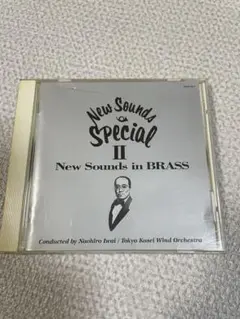 New Sounds
Special
II
New Sounds in BRASS
Conducted by Naohiro Iwai / Tokyo Kosei Wind Orchestra